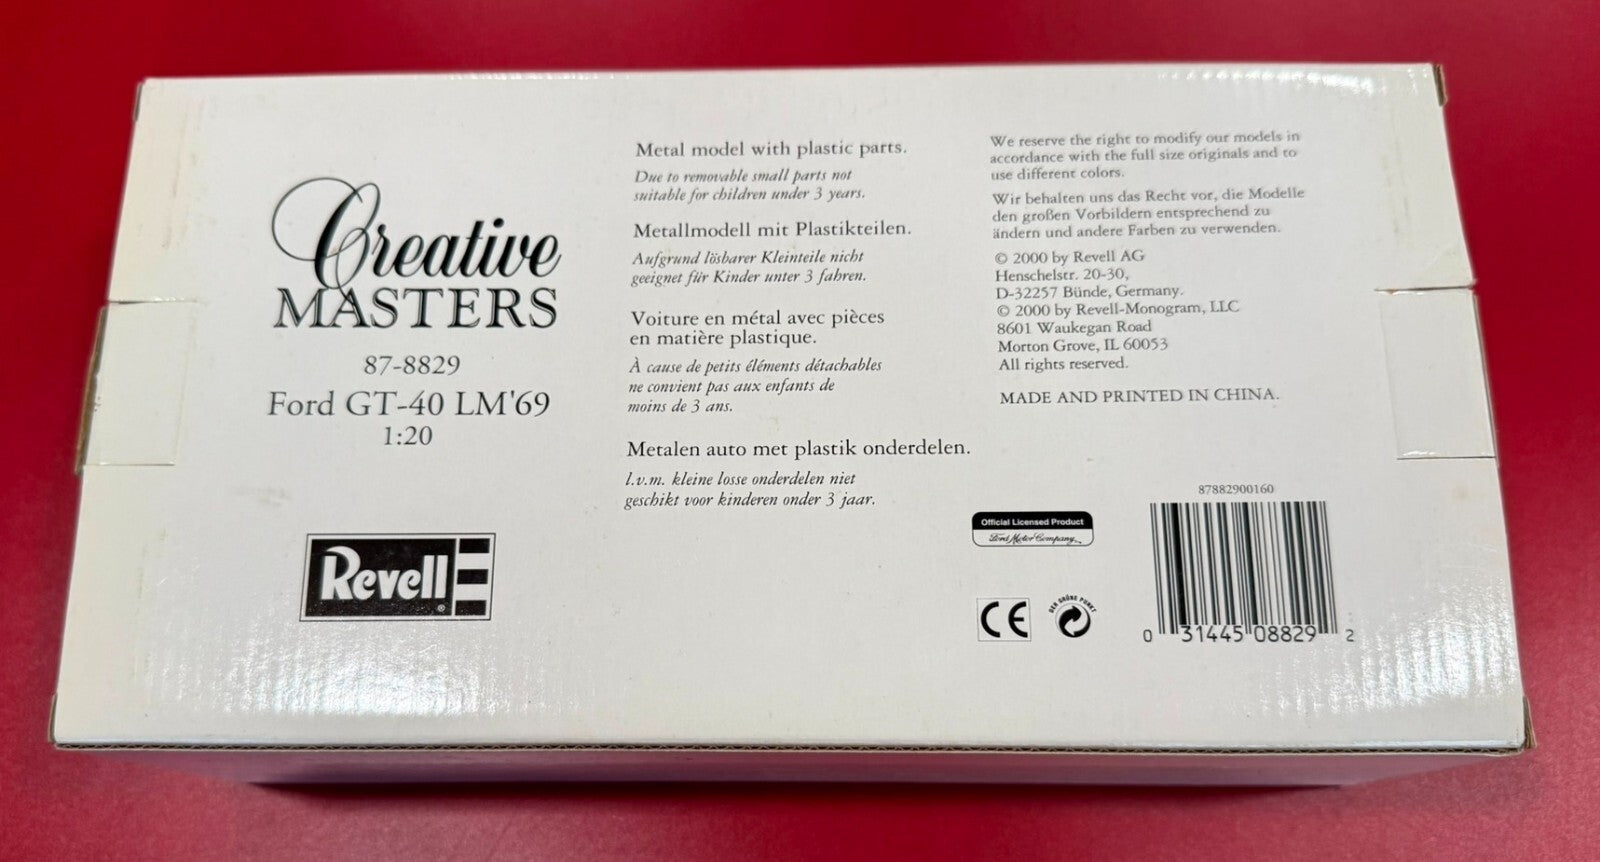 Creative
MASTERS
87-8829
Ford GT-40 LM'69
1:20
Revell
®
Metal model with plastic parts.
Due to removable small parts not
suitable for children under 3 years.
Metallmodell mit Plastikteilen.
Aufgrund lösbarer Kleinteile nicht
geeignet für Kinder unter 3 fahren.
Voiture en métal avec pièces
en matière plastique.
À cause de petits éléments détachables
ne convient pas aux enfants de
moins de 3 ans.
Metalen auto met plastik onderdelen.
I.v.m. kleine losse onderdelen niet
geschikt voor kinderen onder 3 jaar.
We reserve the right to modify our models in
accordance with the full size originals and to
use different colors.
Wir behalten uns das Recht vor, die Modelle
den großen Vorbildern entsprechend zu
ändern und andere Farben zu verwenden.
© 2000 by Revell AG
Henschelstr. 20-30,
D-32257 Bünde, Germany.
© 2000 by Revell-Monogram, LLC
8601 Waukegan Road
Morton Grove, IL 60053
All rights reserved.
MADE AND PRINTED IN CHINA.
Official Licensed Product
Ford Motor Company
CE
DER GRÜNE PUNKT
87882900160
0 31445 08829 2